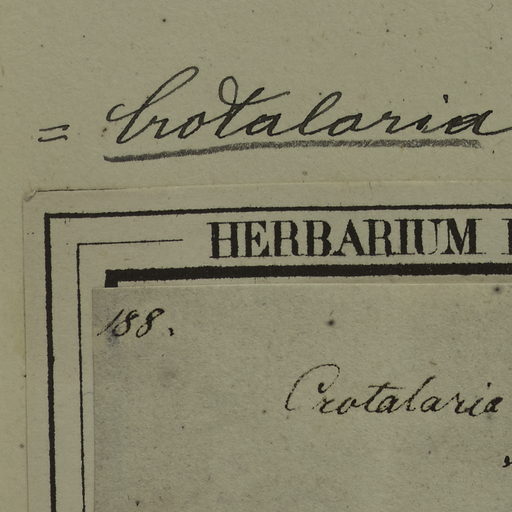 = Crotalaria
HERBARIUM
188.
Crotalaria